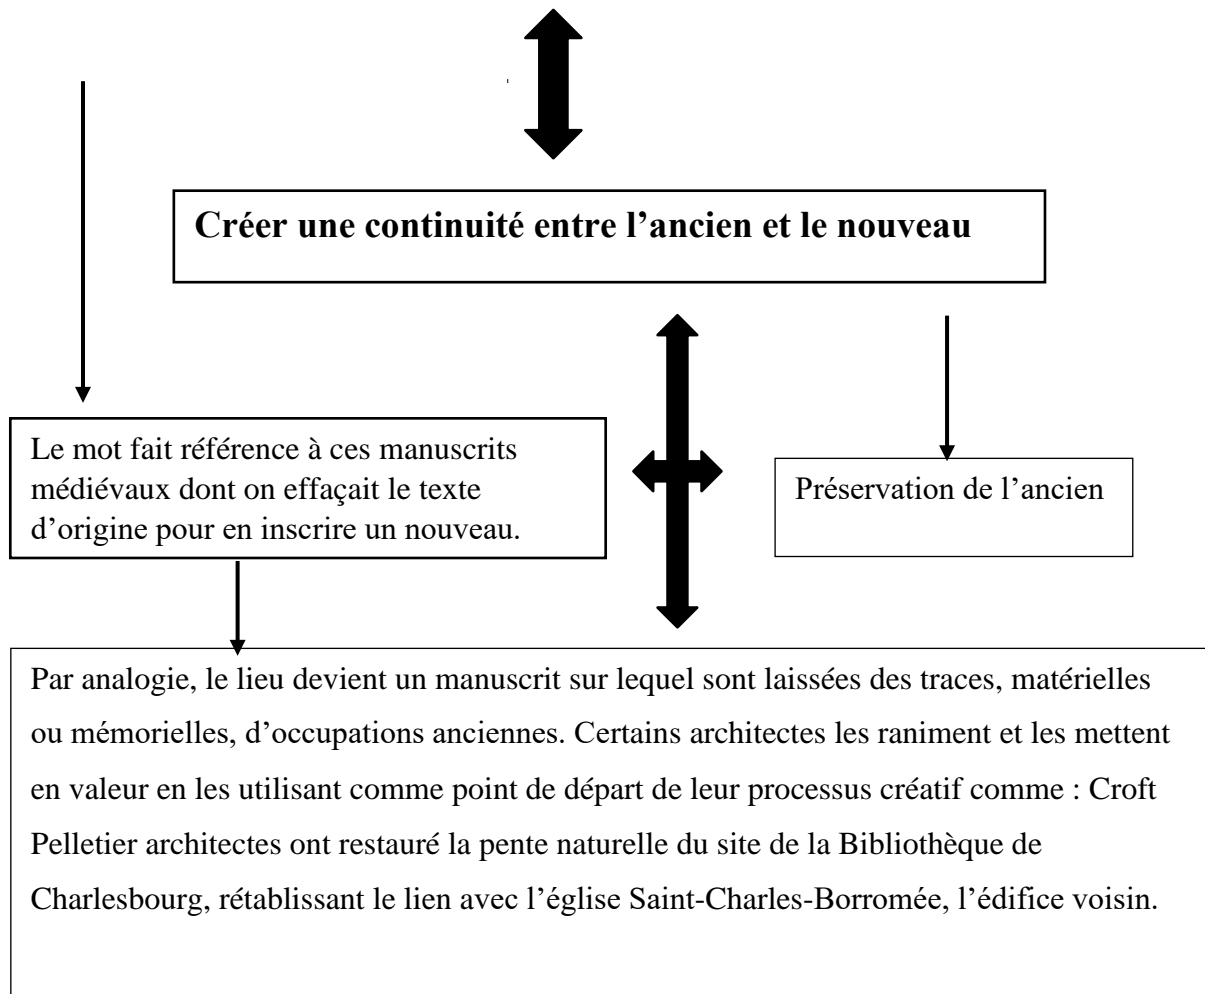 Créer une continuité entre l’ancien et le nouveau
Le mot fait référence à ces manuscrits
médiévaux dont on effaçait le texte
d’origine pour en inscrire un nouveau.
Préservation de l’ancien
Par analogie, le lieu devient un manuscrit sur lequel sont laissées des traces, matérielles
ou mémorielles, d’occupations anciennes. Certains architectes les raniment et les mettent
en valeur en les utilisant comme point de départ de leur processus créatif comme : Croft
Pelletier architectes ont restauré la pente naturelle du site de la Bibliothèque de
Charlesbourg, rétablissant le lien avec l’église Saint-Charles-Borromée, l’édifice voisin.